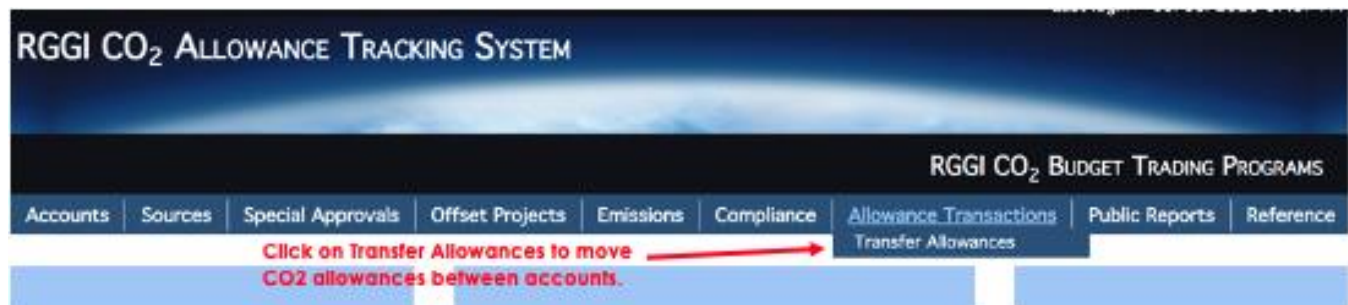 RGGI CO₂ ALLOWANCE TRACKING SYSTEM
RGGI CO₂ BUDGET TRADING PROGRAMS
Accounts Sources Special Approvals Offset Projects Emissions Compliance Allowance Transactions Public Reports Reference
Transfer Allowances
Click on Transfer Allowances to move
CO2 allowances between accounts.